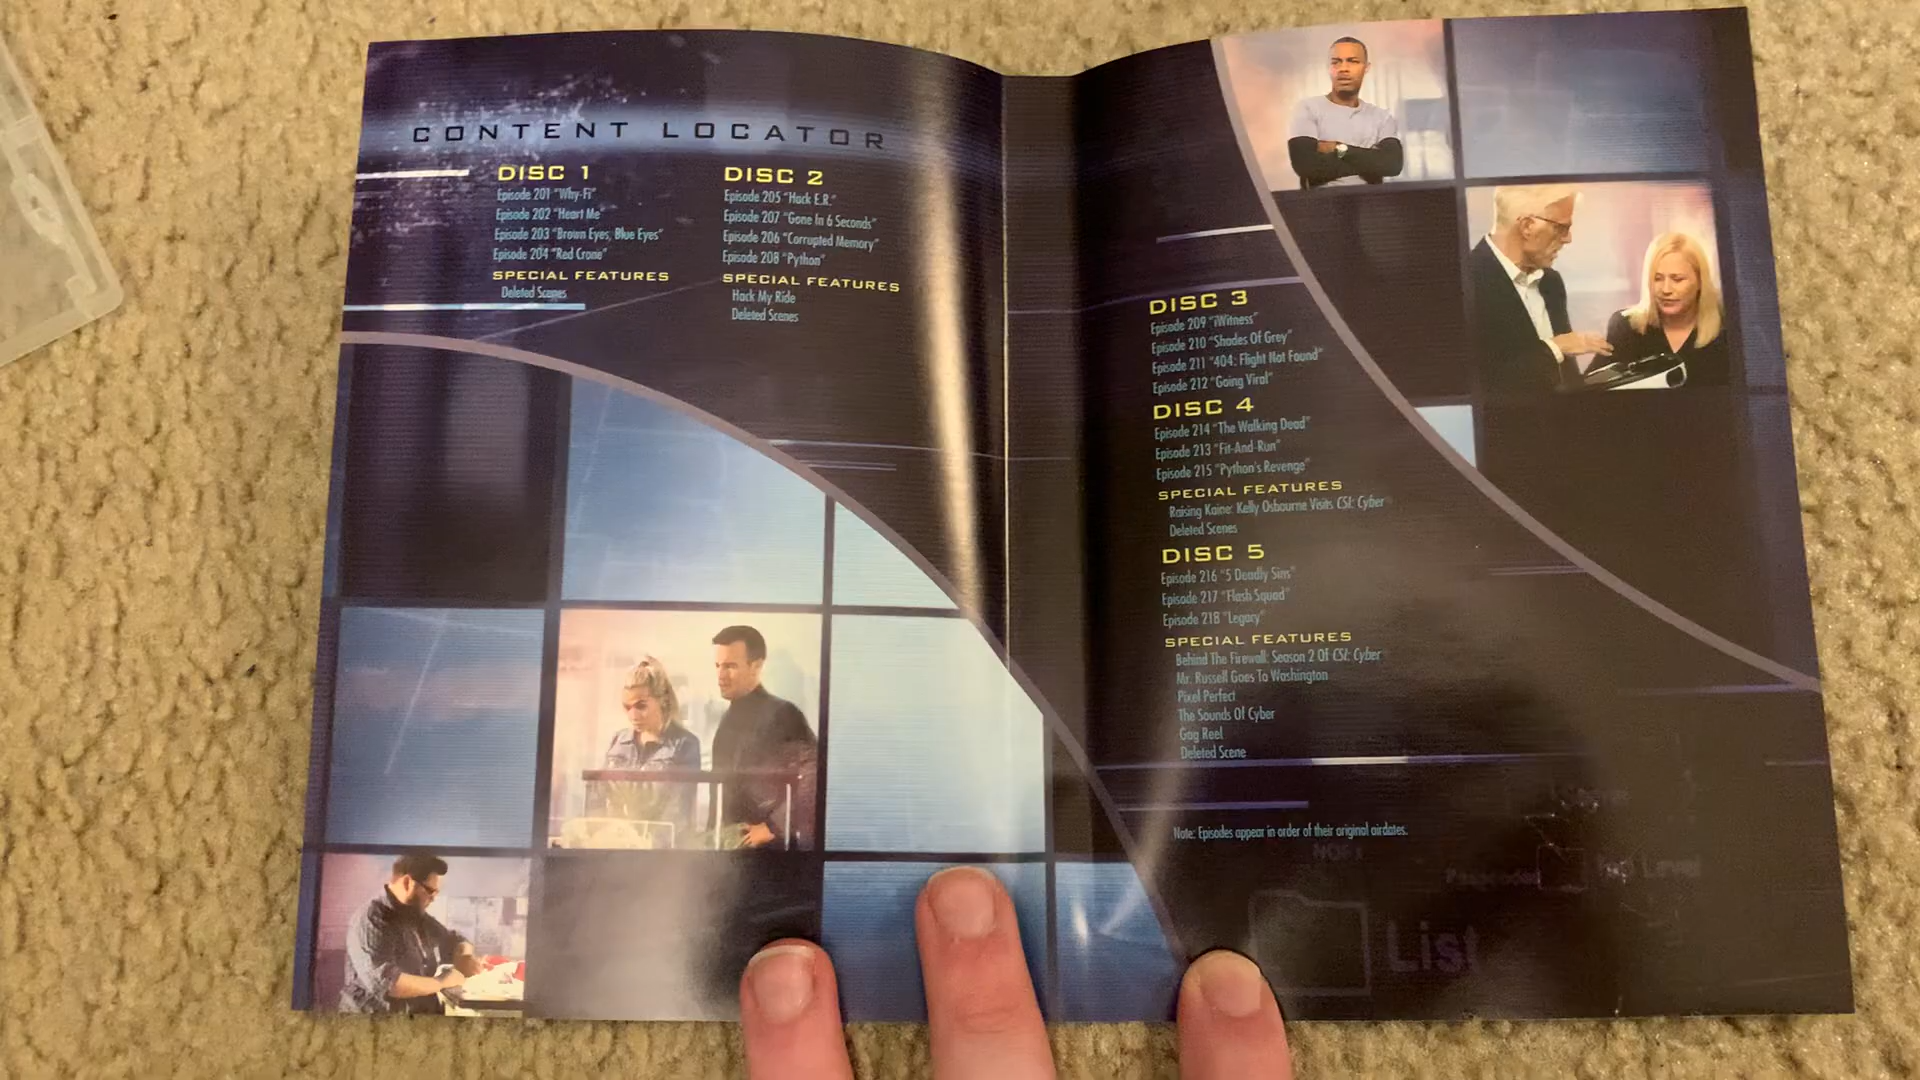 CONTENT LOCATOR
DISC 1
Episode 201 "Why-Fi"
Episode 202 "Heart Me"
Episode 203 "Brown Eyes, Blue Eyes"
Episode 204 "Red Crone"
SPECIAL FEATURES
Deleted Scenes
DISC 2
Episode 205 "Hack E.R."
Episode 207 "Gone In 6 Seconds"
Episode 206 "Corrupted Memory"
Episode 208 "Python"
SPECIAL FEATURES
Hack My Ride
Deleted Scenes
DISC 3
Episode 209 "iWitness"
Episode 210 "Shades Of Grey"
Episode 211 "404: Flight Not Found"
Episode 212 "Going Viral"
DISC 4
Episode 214 "The Walking Dead"
Episode 213 "Fit-And-Run"
Episode 215 "Python's Revenge"
SPECIAL FEATURES
Raising Kaine: Kelly Osbourne Visits CSI: Cyber
Deleted Scenes
DISC 5
Episode 216 "5 Deadly Sins"
Episode 217 "Flash Squad"
Episode 218 "Legacy"
SPECIAL FEATURES
Behind The Firewall: Season 2 Of CSI: Cyber
Mr. Russell Goes To Washington
Pixel Perfect
The Sounds Of Cyber
Gag Reel
Deleted Scene
Note: Episodes appear in order of their original airdates.
List